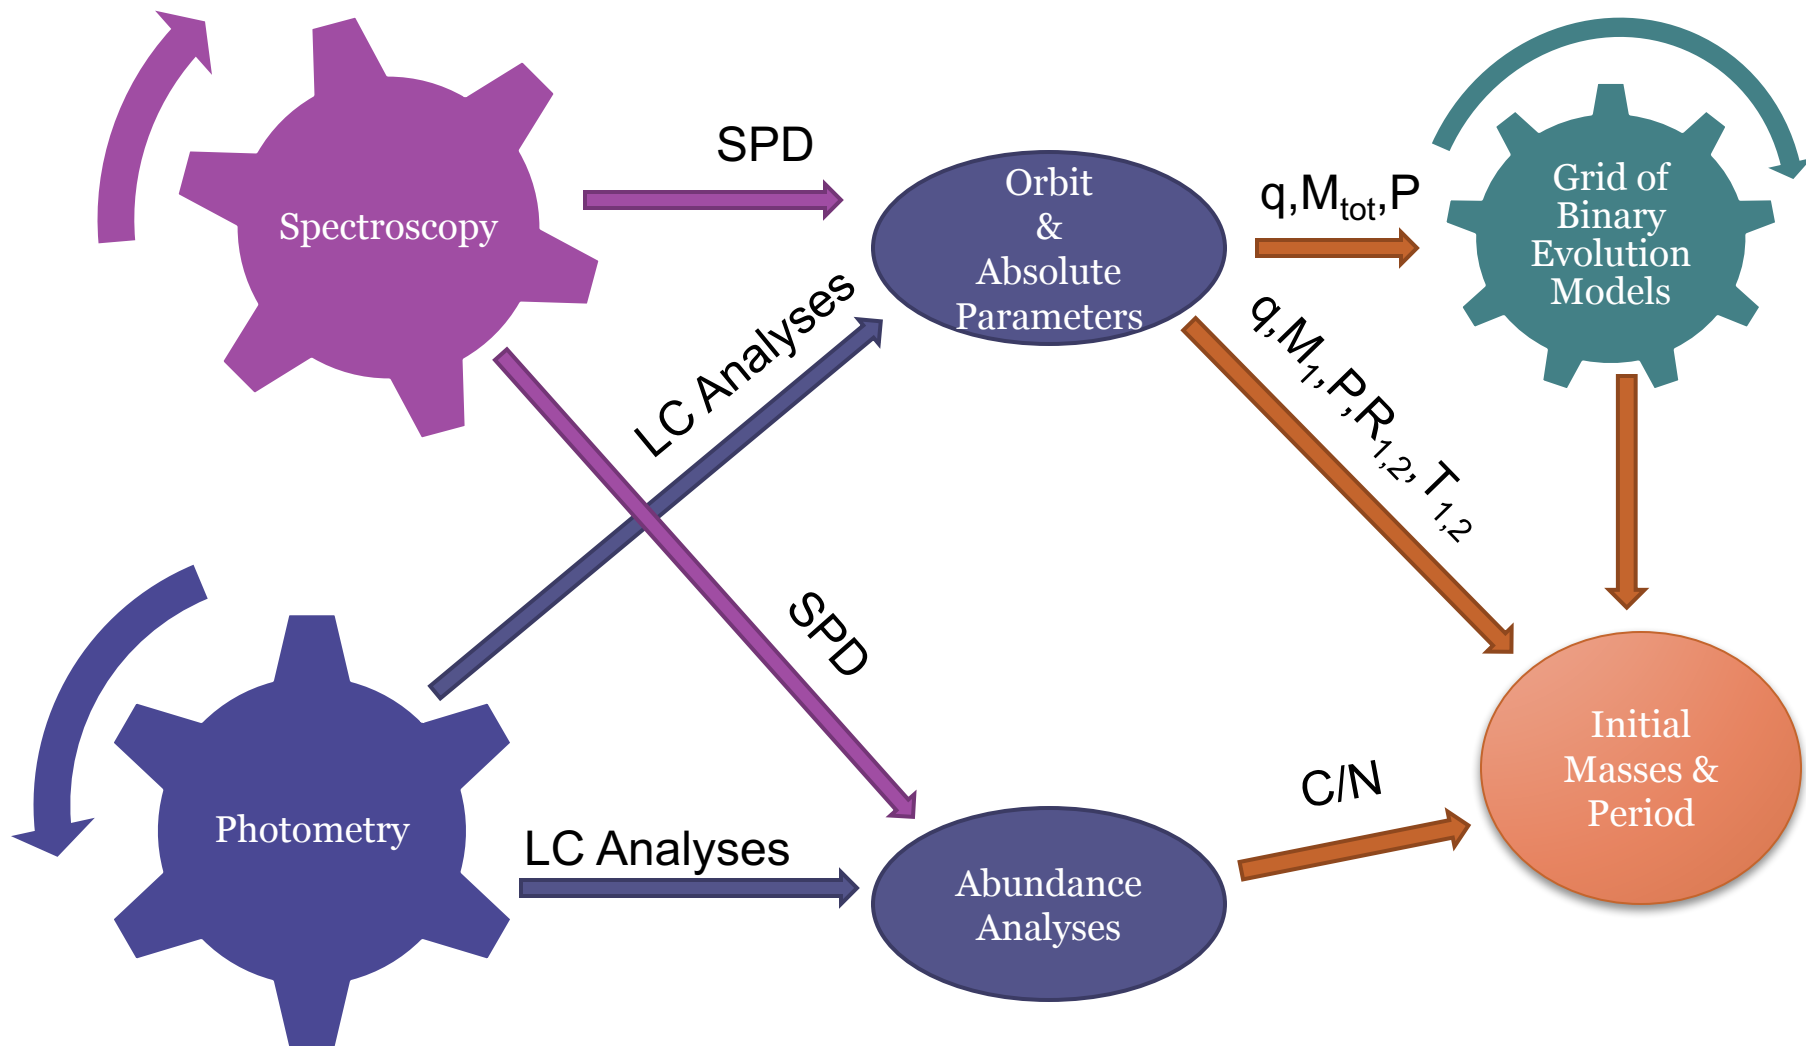 SPD
Spectroscopy
Orbit
&
Absolute
Parameters
q,Mtot,P
Grid of
Binary
Evolution
Models
LC Analyses
q,M1,P,R1,2,T1,2
SPD
Photometry
LC Analyses
Abundance
Analyses
C/N
Initial
Masses &
Period